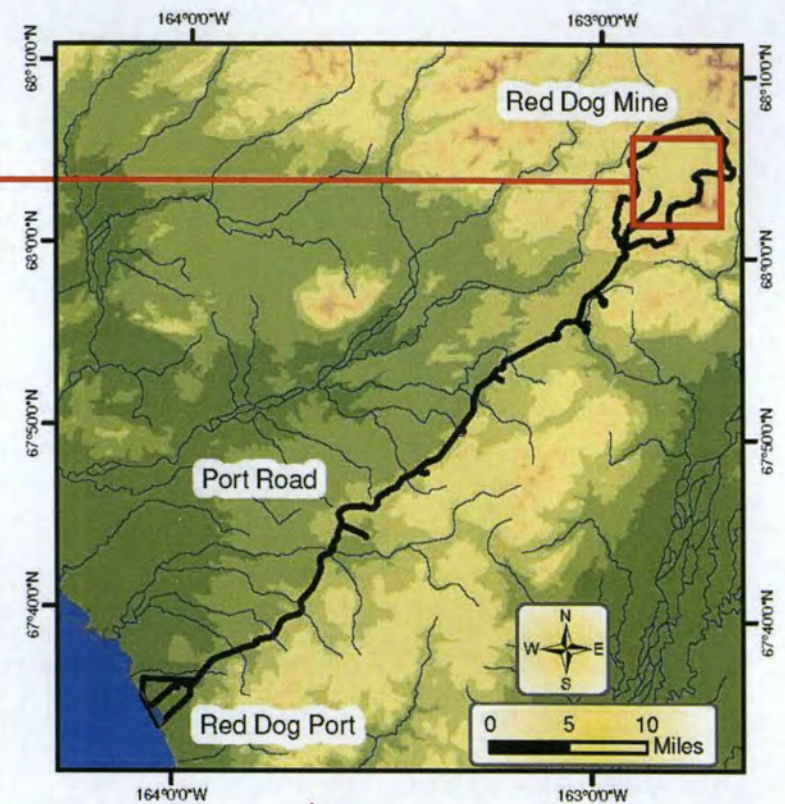 164°0'0"W 163°0'0"W
68°10'0"N 68°10'0"N
Red Dog Mine
68°0'0"N 68°0'0"N
67°50'0"N 67°50'0"N
Port Road
67°40'0"N 67°40'0"N
N
W E
S
Red Dog Port
0 5 10
Miles
164°0'0"W 163°0'0"W